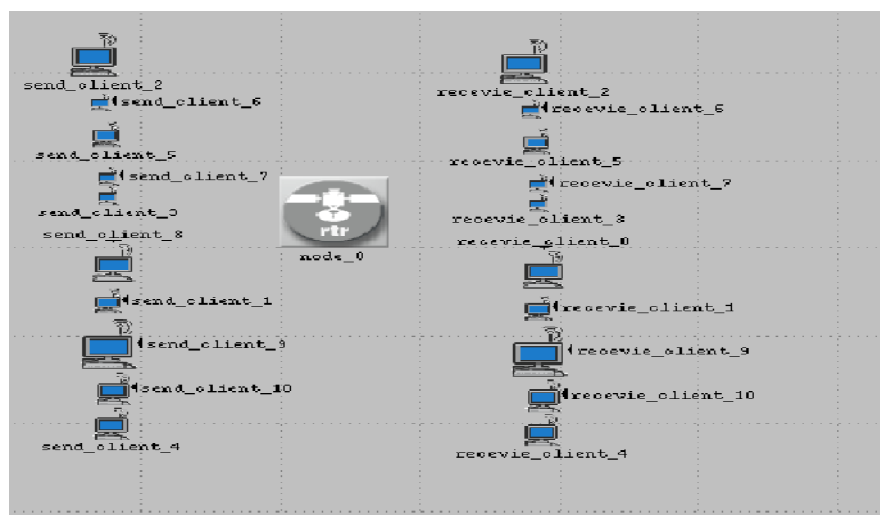 send_client_2
send_client_6
send_client_5
send_client_7
send_client_3
send_client_8
send_client_1
send_client_9
send_client_10
send_client_4
rtr
node_0
recevie_client_2
recevie_client_6
recevie_client_5
recevie_client_7
recevie_client_3
recevie_client_8
recevie_client_1
recevie_client_9
recevie_client_10
recevie_client_4